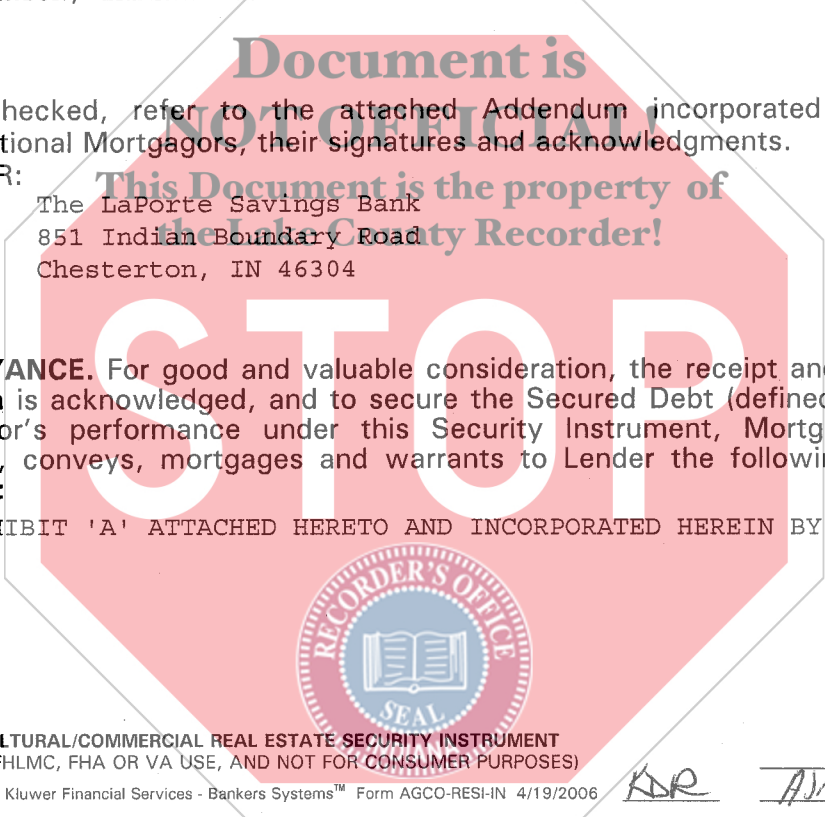 Document is
NOT OFFICIAL!
This Document is the property of
the Lake County Recorder!
hecked, refer to the attached Addendum incorporated
tional Mortgagors, their signatures and acknowledgments.
R:
The LaPorte Savings Bank
851 Indian Boundary Road
Chesterton, IN 46304
STOP
YANCE. For good and valuable consideration, the receipt an
is acknowledged, and to secure the Secured Debt (define
or's performance under this Security Instrument, Mortg
, conveys, mortgages and warrants to Lender the followi
:
IBIT 'A' ATTACHED HERETO AND INCORPORATED HEREIN BY
RECORDER'S OFFICE
SEAL
INDIANA
LTURAL/COMMERCIAL REAL ESTATE SECURITY INSTRUMENT
FHLMC, FHA OR VA USE, AND NOT FOR CONSUMER PURPOSES)
Kluwer Financial Services - Bankers Systems™ Form AGCO-RESI-IN 4/19/2006
KDR